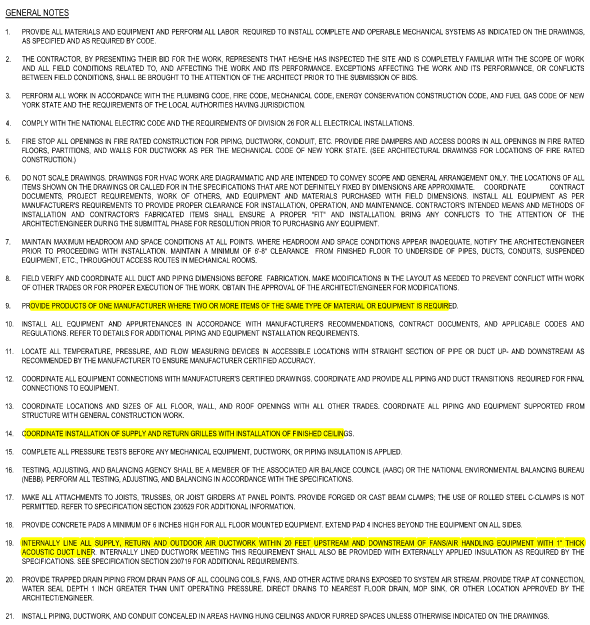 GENERAL NOTES
1. PROVIDE ALL MATERIALS AND EQUIPMENT AND PERFORM ALL LABOR REQUIRED TO INSTALL COMPLETE AND OPERABLE MECHANICAL SYSTEMS AS INDICATED ON THE DRAWINGS,
AS SPECIFIED AND AS REQUIRED BY CODE.
2. THE CONTRACTOR, BY PRESENTING THEIR BID FOR THE WORK, REPRESENTS THAT HE/SHE HAS INSPECTED THE SITE AND IS COMPLETELY FAMILIAR WITH THE SCOPE OF WORK
AND ALL FIELD CONDITIONS RELATED TO, AND AFFECTING THE WORK AND ITS PERFORMANCE. EXCEPTIONS AFFECTING THE WORK AND ITS PERFORMANCE, OR CONFLICTS
BETWEEN FIELD CONDITIONS, SHALL BE BROUGHT TO THE ATTENTION OF THE ARCHITECT PRIOR TO THE SUBMISSION OF BIDS.
3. PERFORM ALL WORK IN ACCORDANCE WITH THE PLUMBING CODE, FIRE CODE, MECHANICAL CODE, ENERGY CONSERVATION CONSTRUCTION CODE, AND FUEL GAS CODE OF NEW
YORK STATE AND THE REQUIREMENTS OF THE LOCAL AUTHORITIES HAVING JURISDICTION.
4. COMPLY WITH THE NATIONAL ELECTRIC CODE AND THE REQUIREMENTS OF DIVISION 26 FOR ALL ELECTRICAL INSTALLATIONS.
5. FIRE STOP ALL OPENINGS IN FIRE RATED CONSTRUCTION FOR PIPING, DUCTWORK, CONDUIT, ETC. PROVIDE FIRE DAMPERS AND ACCESS DOORS IN ALL OPENINGS IN FIRE RATED
FLOORS, PARTITIONS, AND WALLS FOR DUCTWORK AS PER THE MECHANICAL CODE OF NEW YORK STATE. (SEE ARCHITECTURAL DRAWINGS FOR LOCATIONS OF FIRE RATED
CONSTRUCTION.)
6. DO NOT SCALE DRAWINGS. DRAWINGS FOR HVAC WORK ARE DIAGRAMMATIC AND ARE INTENDED TO CONVEY SCOPE AND GENERAL ARRANGEMENT ONLY. THE LOCATIONS OF ALL
ITEMS SHOWN ON THE DRAWINGS OR CALLED FOR IN THE SPECIFICATIONS THAT ARE NOT DEFINITELY FIXED BY DIMENSIONS ARE APPROXIMATE. COORDINATE CONTRACT
DOCUMENTS, PROJECT REQUIREMENTS, WORK OF OTHERS, AND EQUIPMENT AND MATERIALS PURCHASED WITH FIELD DIMENSIONS. INSTALL ALL EQUIPMENT AS PER
MANUFACTURER'S REQUIREMENTS TO PROVIDE PROPER CLEARANCE FOR INSTALLATION, OPERATION, AND MAINTENANCE. CONTRACTOR'S INTENDED MEANS AND METHODS OF
INSTALLATION AND CONTRACTOR'S FABRICATED ITEMS SHALL ENSURE A PROPER "FIT" AND INSTALLATION. BRING ANY CONFLICTS TO THE ATTENTION OF THE
ARCHITECT/ENGINEER DURING THE SUBMITTAL PHASE FOR RESOLUTION PRIOR TO PURCHASING ANY EQUIPMENT.
7. MAINTAIN MAXIMUM HEADROOM AND SPACE CONDITIONS AT ALL POINTS. WHERE HEADROOM AND SPACE CONDITIONS APPEAR INADEQUATE, NOTIFY THE ARCHITECT/ENGINEER
PRIOR TO PROCEEDING WITH INSTALLATION. MAINTAIN A MINIMUM OF 6'-8" CLEARANCE FROM FINISHED FLOOR TO UNDERSIDE OF PIPES, DUCTS, CONDUITS, SUSPENDED
EQUIPMENT, ETC., THROUGHOUT ACCESS ROUTES IN MECHANICAL ROOMS.
8. FIELD VERIFY AND COORDINATE ALL DUCT AND PIPING DIMENSIONS BEFORE FABRICATION. MAKE MODIFICATIONS IN THE LAYOUT AS NEEDED TO PREVENT CONFLICT WITH WORK
OF OTHER TRADES OR FOR PROPER EXECUTION OF THE WORK. OBTAIN THE APPROVAL OF THE ARCHITECT/ENGINEER FOR MODIFICATIONS.
9. PROVIDE PRODUCTS OF ONE MANUFACTURER WHERE TWO OR MORE ITEMS OF THE SAME TYPE OF MATERIAL OR EQUIPMENT IS REQUIRED.
10. INSTALL ALL EQUIPMENT AND APPURTENANCES IN ACCORDANCE WITH MANUFACTURER'S RECOMMENDATIONS, CONTRACT DOCUMENTS, AND APPLICABLE CODES AND
REGULATIONS. REFER TO DETAILS FOR ADDITIONAL PIPING AND EQUIPMENT INSTALLATION REQUIREMENTS.
11. LOCATE ALL TEMPERATURE, PRESSURE, AND FLOW MEASURING DEVICES IN ACCESSIBLE LOCATIONS WITH STRAIGHT SECTION OF PIPE OR DUCT UP- AND DOWNSTREAM AS
RECOMMENDED BY THE MANUFACTURER TO ENSURE MANUFACTURER CERTIFIED ACCURACY.
12. COORDINATE ALL EQUIPMENT CONNECTIONS WITH MANUFACTURER'S CERTIFIED DRAWINGS. COORDINATE AND PROVIDE ALL PIPING AND DUCT TRANSITIONS REQUIRED FOR FINAL
CONNECTIONS TO EQUIPMENT.
13. COORDINATE LOCATIONS AND SIZES OF ALL FLOOR, WALL, AND ROOF OPENINGS WITH ALL OTHER TRADES. COORDINATE ALL PIPING AND EQUIPMENT SUPPORTED FROM
STRUCTURE WITH GENERAL CONSTRUCTION WORK.
14. COORDINATE INSTALLATION OF SUPPLY AND RETURN GRILLES WITH INSTALLATION OF FINISHED CEILINGS.
15. COMPLETE ALL PRESSURE TESTS BEFORE ANY MECHANICAL EQUIPMENT, DUCTWORK, OR PIPING INSULATION IS APPLIED.
16. TESTING, ADJUSTING, AND BALANCING AGENCY SHALL BE A MEMBER OF THE ASSOCIATED AIR BALANCE COUNCIL (AABC) OR THE NATIONAL ENVIRONMENTAL BALANCING BUREAU
(NEBB). PERFORM ALL TESTING, ADJUSTING, AND BALANCING IN ACCORDANCE WITH THE SPECIFICATIONS.
17. MAKE ALL ATTACHMENTS TO JOISTS, TRUSSES, OR JOIST GIRDERS AT PANEL POINTS. PROVIDE FORGED OR CAST BEAM CLAMPS; THE USE OF ROLLED STEEL C-CLAMPS IS NOT
PERMITTED. REFER TO SPECIFICATION 230529 FOR ADDITIONAL INFORMATION.
18. PROVIDE CONCRETE PADS A MINIMUM OF 6 INCHES HIGH FOR ALL FLOOR MOUNTED EQUIPMENT. EXTEND PAD 4 INCHES BEYOND THE EQUIPMENT ON ALL SIDES.
19. INTERNALLY LINE ALL SUPPLY, RETURN AND OUTDOOR AIR DUCTWORK WITHIN 20 FEET UPSTREAM AND DOWNSTREAM OF FANS/AIR HANDLING EQUIPMENT WITH 1" THICK
ACOUSTIC DUCT LINER. INTERNALLY LINED DUCTWORK MEETING THIS REQUIREMENT SHALL ALSO BE PROVIDED WITH EXTERNALLY APPLIED INSULATION AS REQUIRED BY THE
SPECIFICATIONS. SEE SPECIFICATION SECTION 230719 FOR ADDITIONAL REQUIREMENTS.
20. PROVIDE TRAPPED DRAIN PIPING FROM DRAIN PANS OF ALL COOLING COILS, FANS, AND OTHER ACTIVE DRAINS EXPOSED TO SYSTEM AIR STREAM. PROVIDE TRAP AT CONNECTION,
WATER SEAL DEPTH 1 INCH GREATER THAN UNIT OPERATING PRESSURE. DIRECT DRAINS TO NEAREST FLOOR DRAIN, MOP SINK. OR OTHER LOCATION APPROVED BY THE
ARCHITECT/ENGINEER.
21. INSTALL PIPING, DUCTWORK, AND CONDUIT CONCEALED IN AREAS HAVING HUNG CEILINGS AND/OR FURRED SPACES UNLESS OTHERWISE INDICATED ON THE DRAWINGS.